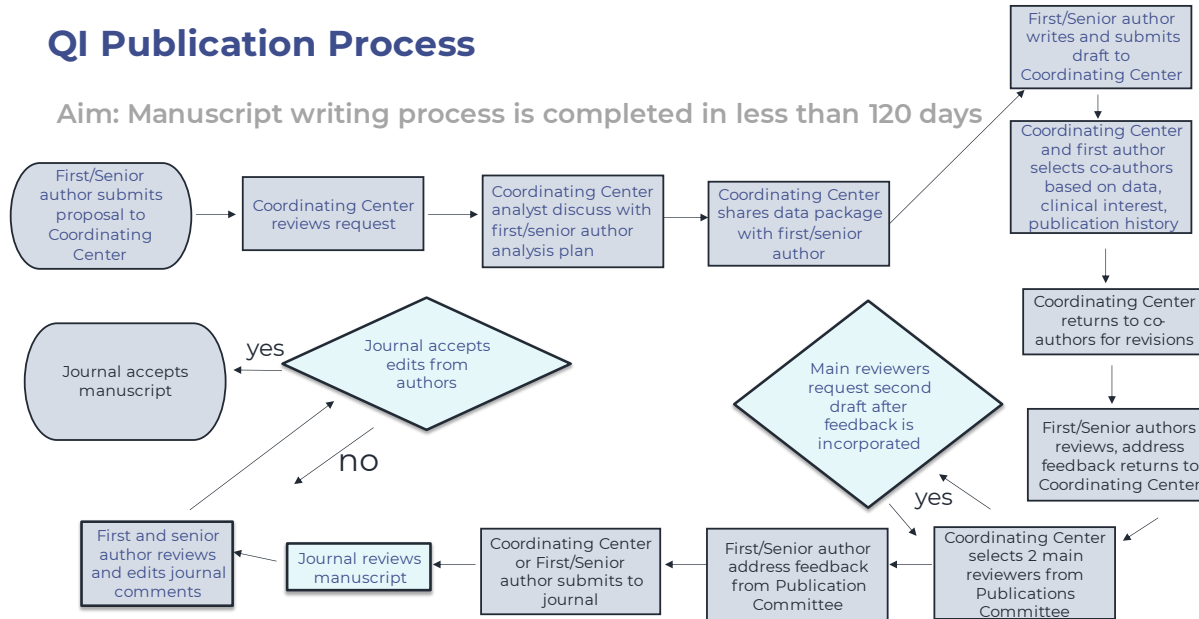 QI Publication Process
Aim: Manuscript writing process is completed in less than 120 days
First/Senior
author submits
proposal to
Coordinating
Center
Coordinating Center
reviews request
Coordinating Center
analyst discuss with
first/senior author
analysis plan
Coordinating Center
shares data package
with first/senior
author
First/Senior author
writes and submits
draft to
Coordinating Center
Coordinating Center
and first author
selects co-authors
based on data,
clinical interest,
publication history
Coordinating Center
returns to co-
authors for revisions
First/Senior authors
reviews, address
feedback returns to
Coordinating Center
Coordinating Center
selects 2 main
reviewers from
Publications
Committee
yes
Main reviewers
request second
draft after
feedback is
incorporated
First/Senior author
address feedback
from Publication
Committee
Coordinating Center
or First/Senior
author submits to
journal
Journal reviews
manuscript
First and senior
author reviews
and edits journal
comments
Journal accepts
edits from
authors
no
yes
Journal accepts
manuscript